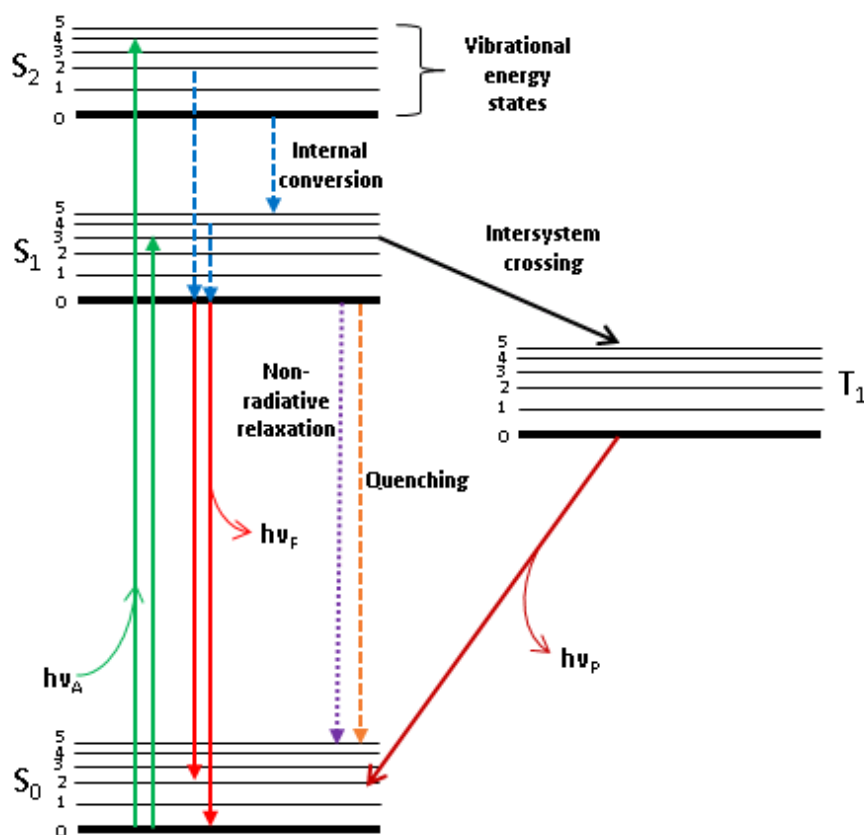 5
4
3
2
1
0
S2
Vibrational
energy
states
Internal
conversion
5
4
3
2
1
0
S1
Intersystem
crossing
5
4
3
2
1
0
T1
Non-
radiative
relaxation
Quenching
hνF
hνA
hνP
5
4
3
2
1
0
S0